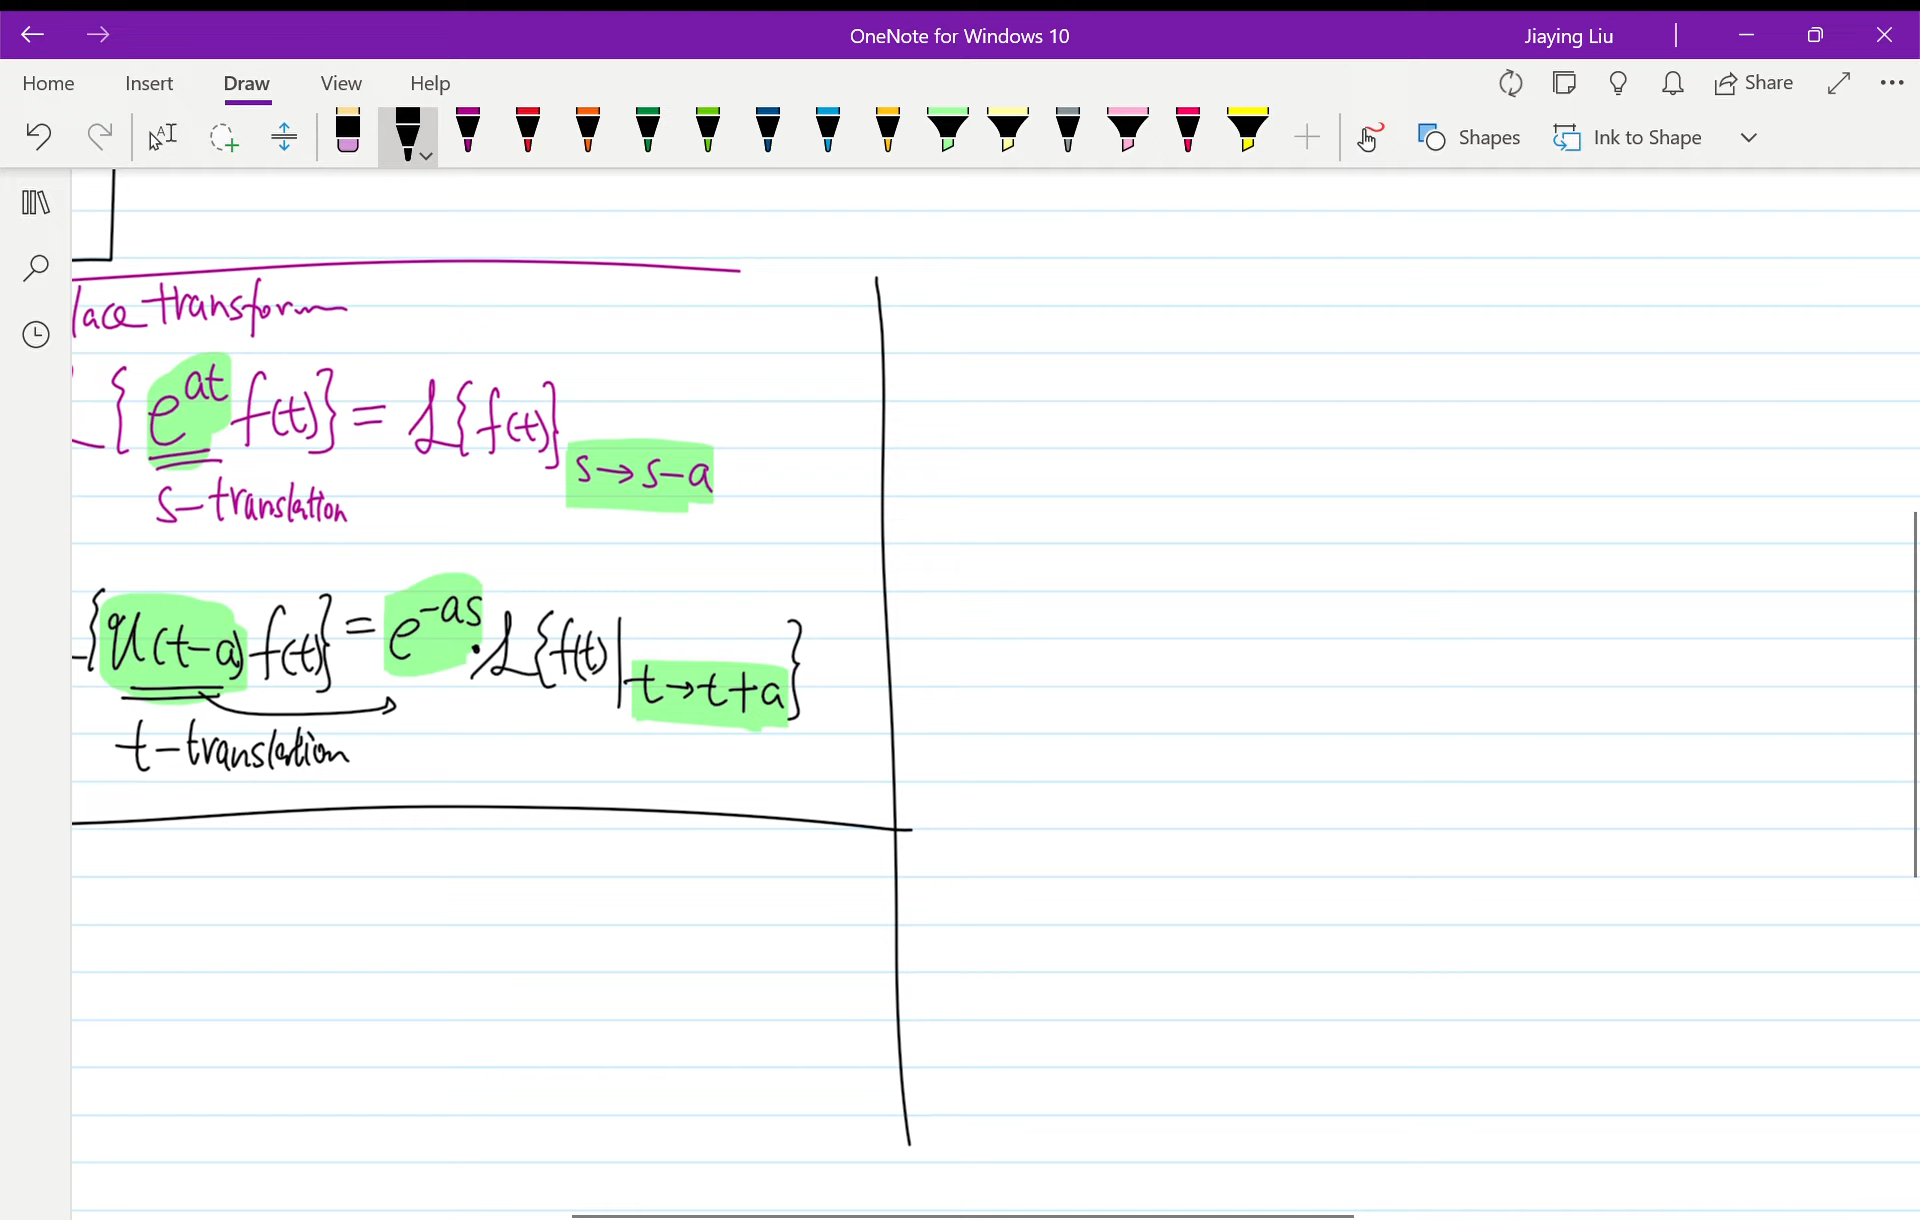 OneNote for Windows 10
Jiaying Liu
Home Insert Draw View Help
Share
Shapes
Ink to Shape
lace transform
L{e^{at} f(t)} = ℒ{f(t)}_{s→s-a}
s-translation
L{𝒰(t-a) f(t)} = e^{-as} · ℒ{f(t)|_{t→t+a}}
t-translation